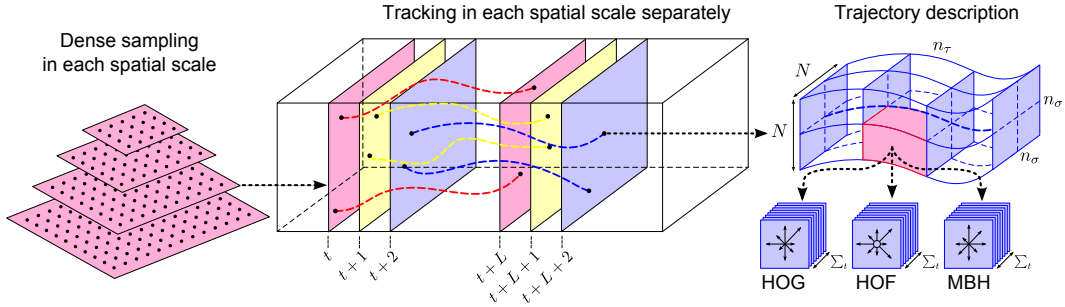 Dense sampling
in each spatial scale
Tracking in each spatial scale separately
Trajectory description
t
t+1
t+2
t+L
t+L+1
t+L+2
N
N
n_τ
n_σ
n_σ
Σ_t
Σ_t
Σ_t
HOG
HOF
MBH